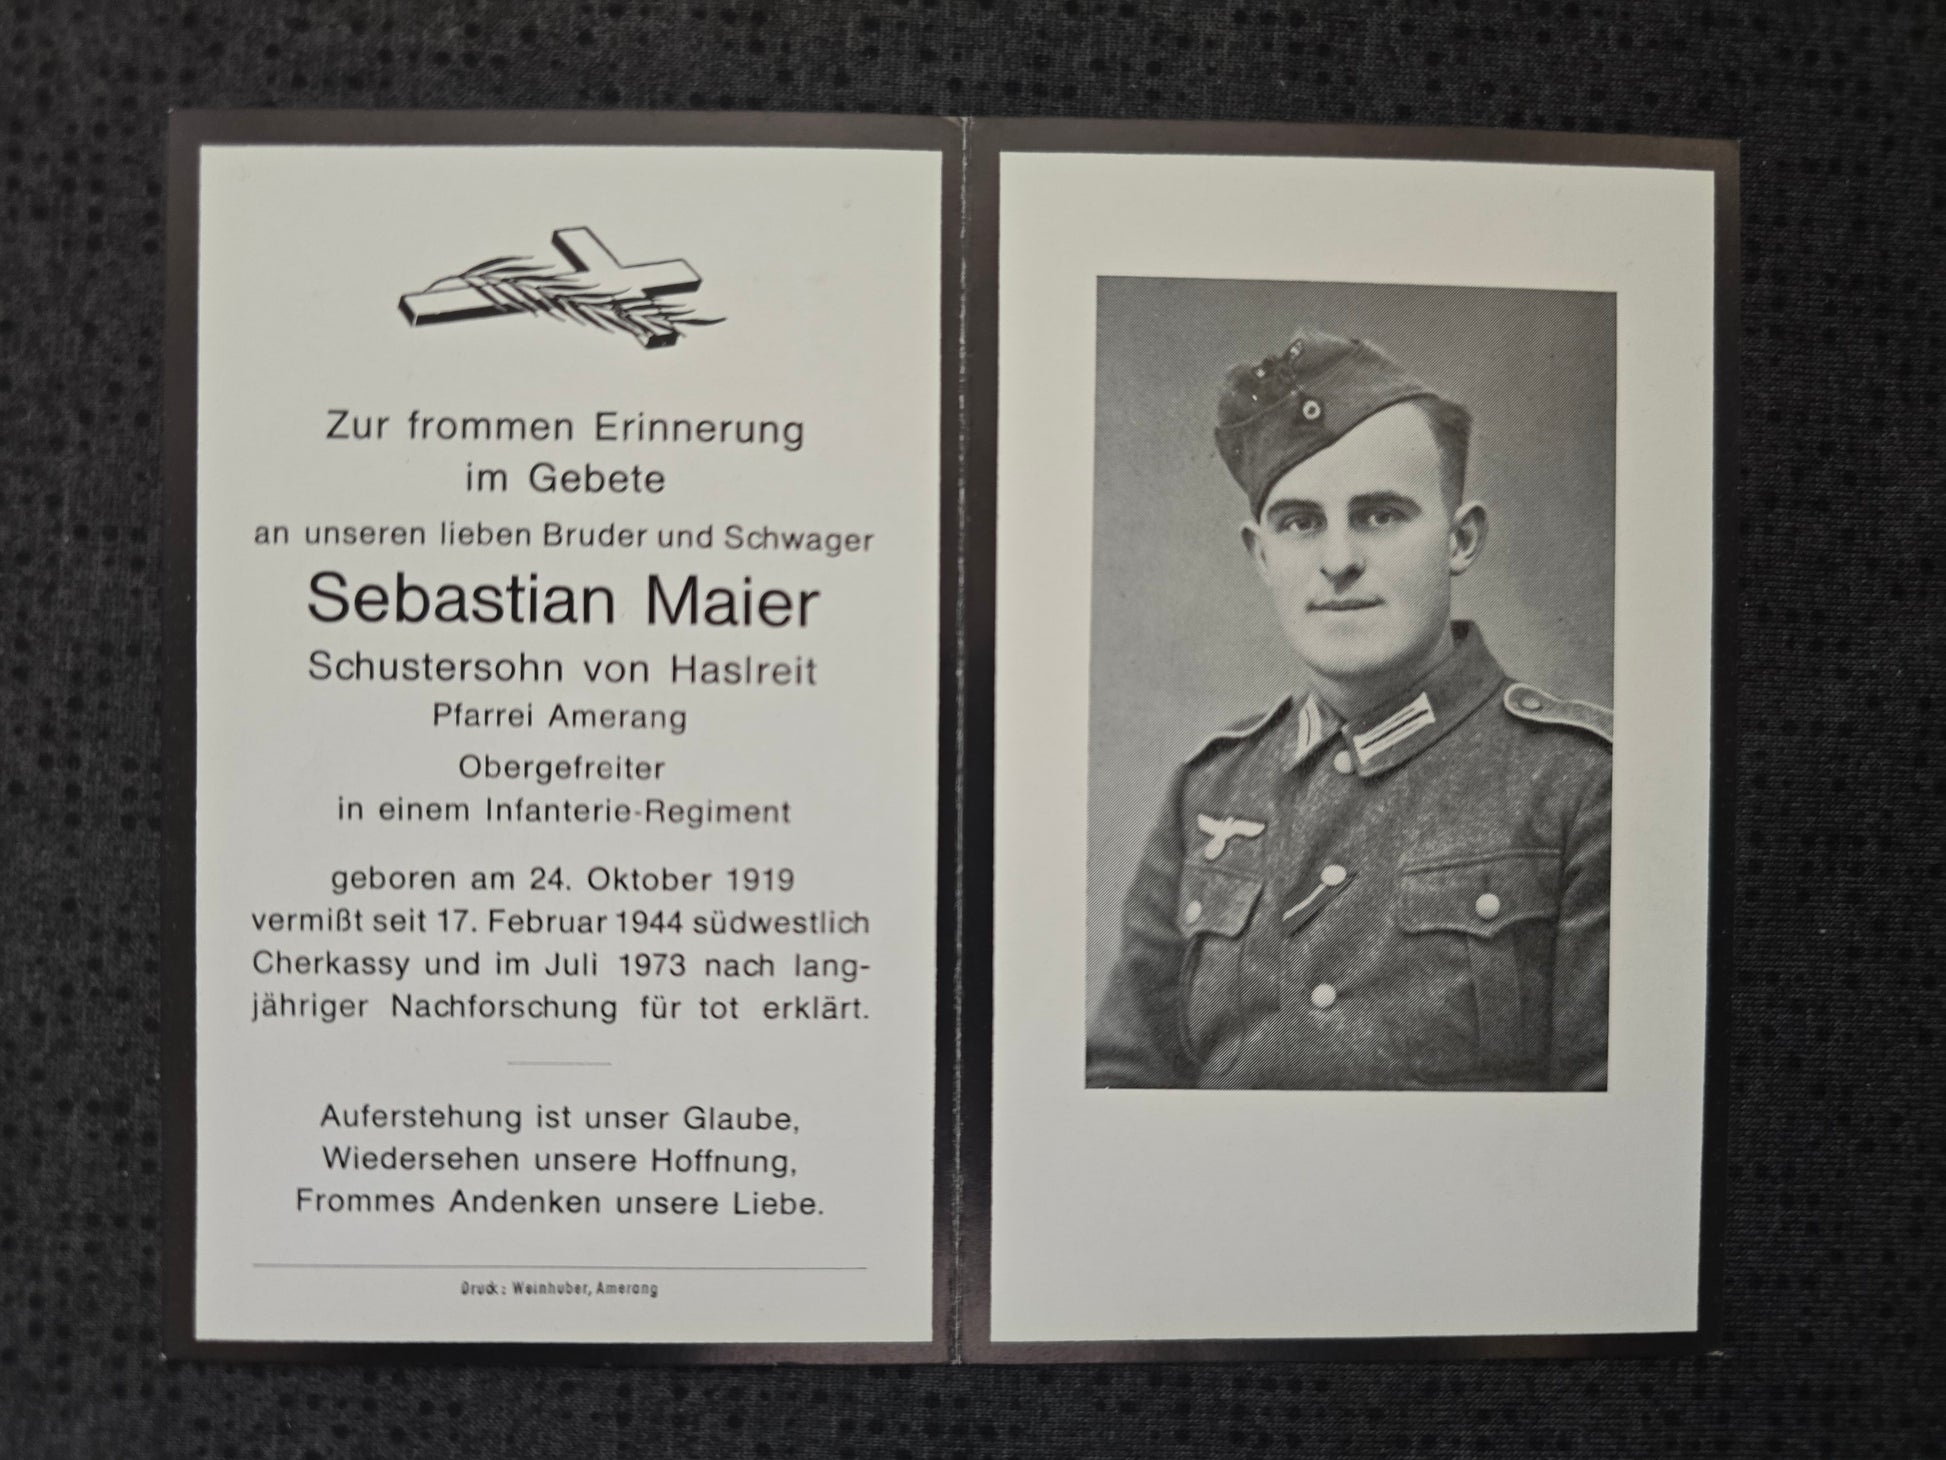 Zur frommen Erinnerung
im Gebete
an unseren lieben Bruder und Schwager
Sebastian Maier
Schustersohn von Haslreit
Pfarrei Amerang
Obergefreiter
in einem Infanterie-Regiment
geboren am 24. Oktober 1919
vermißt seit 17. Februar 1944 südwestlich
Cherkassy und im Juli 1973 nach lang-
jähriger Nachforschung für tot erklärt.
Auferstehung ist unser Glaube,
Wiedersehen unsere Hoffnung,
Frommes Andenken unsere Liebe.
Druck: Weinhuber, Amerang